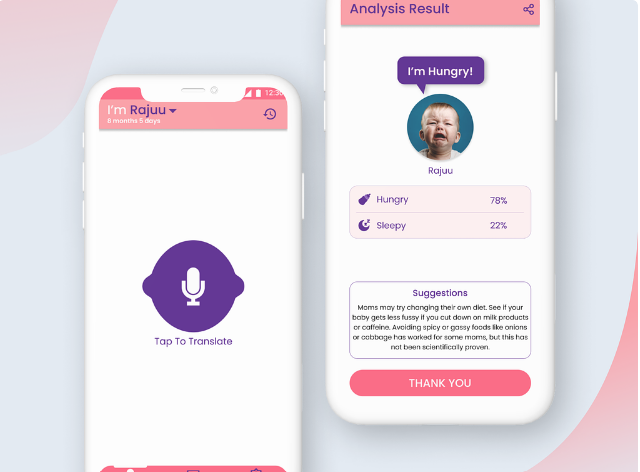 Analysis Result
I'm Hungry!
Rajuu
Hungry 78%
Sleepy 22%
Suggestions
Moms may try changing their own diet. See if your
baby gets less fussy if you cut down on milk products
or caffeine. Avoiding spicy or gassy foods like onions
or cabbage has worked for some moms, but this has
not been scientifically proven.
THANK YOU
12:30
I'm Rajuu
6 months 5 days
Tap To Translate